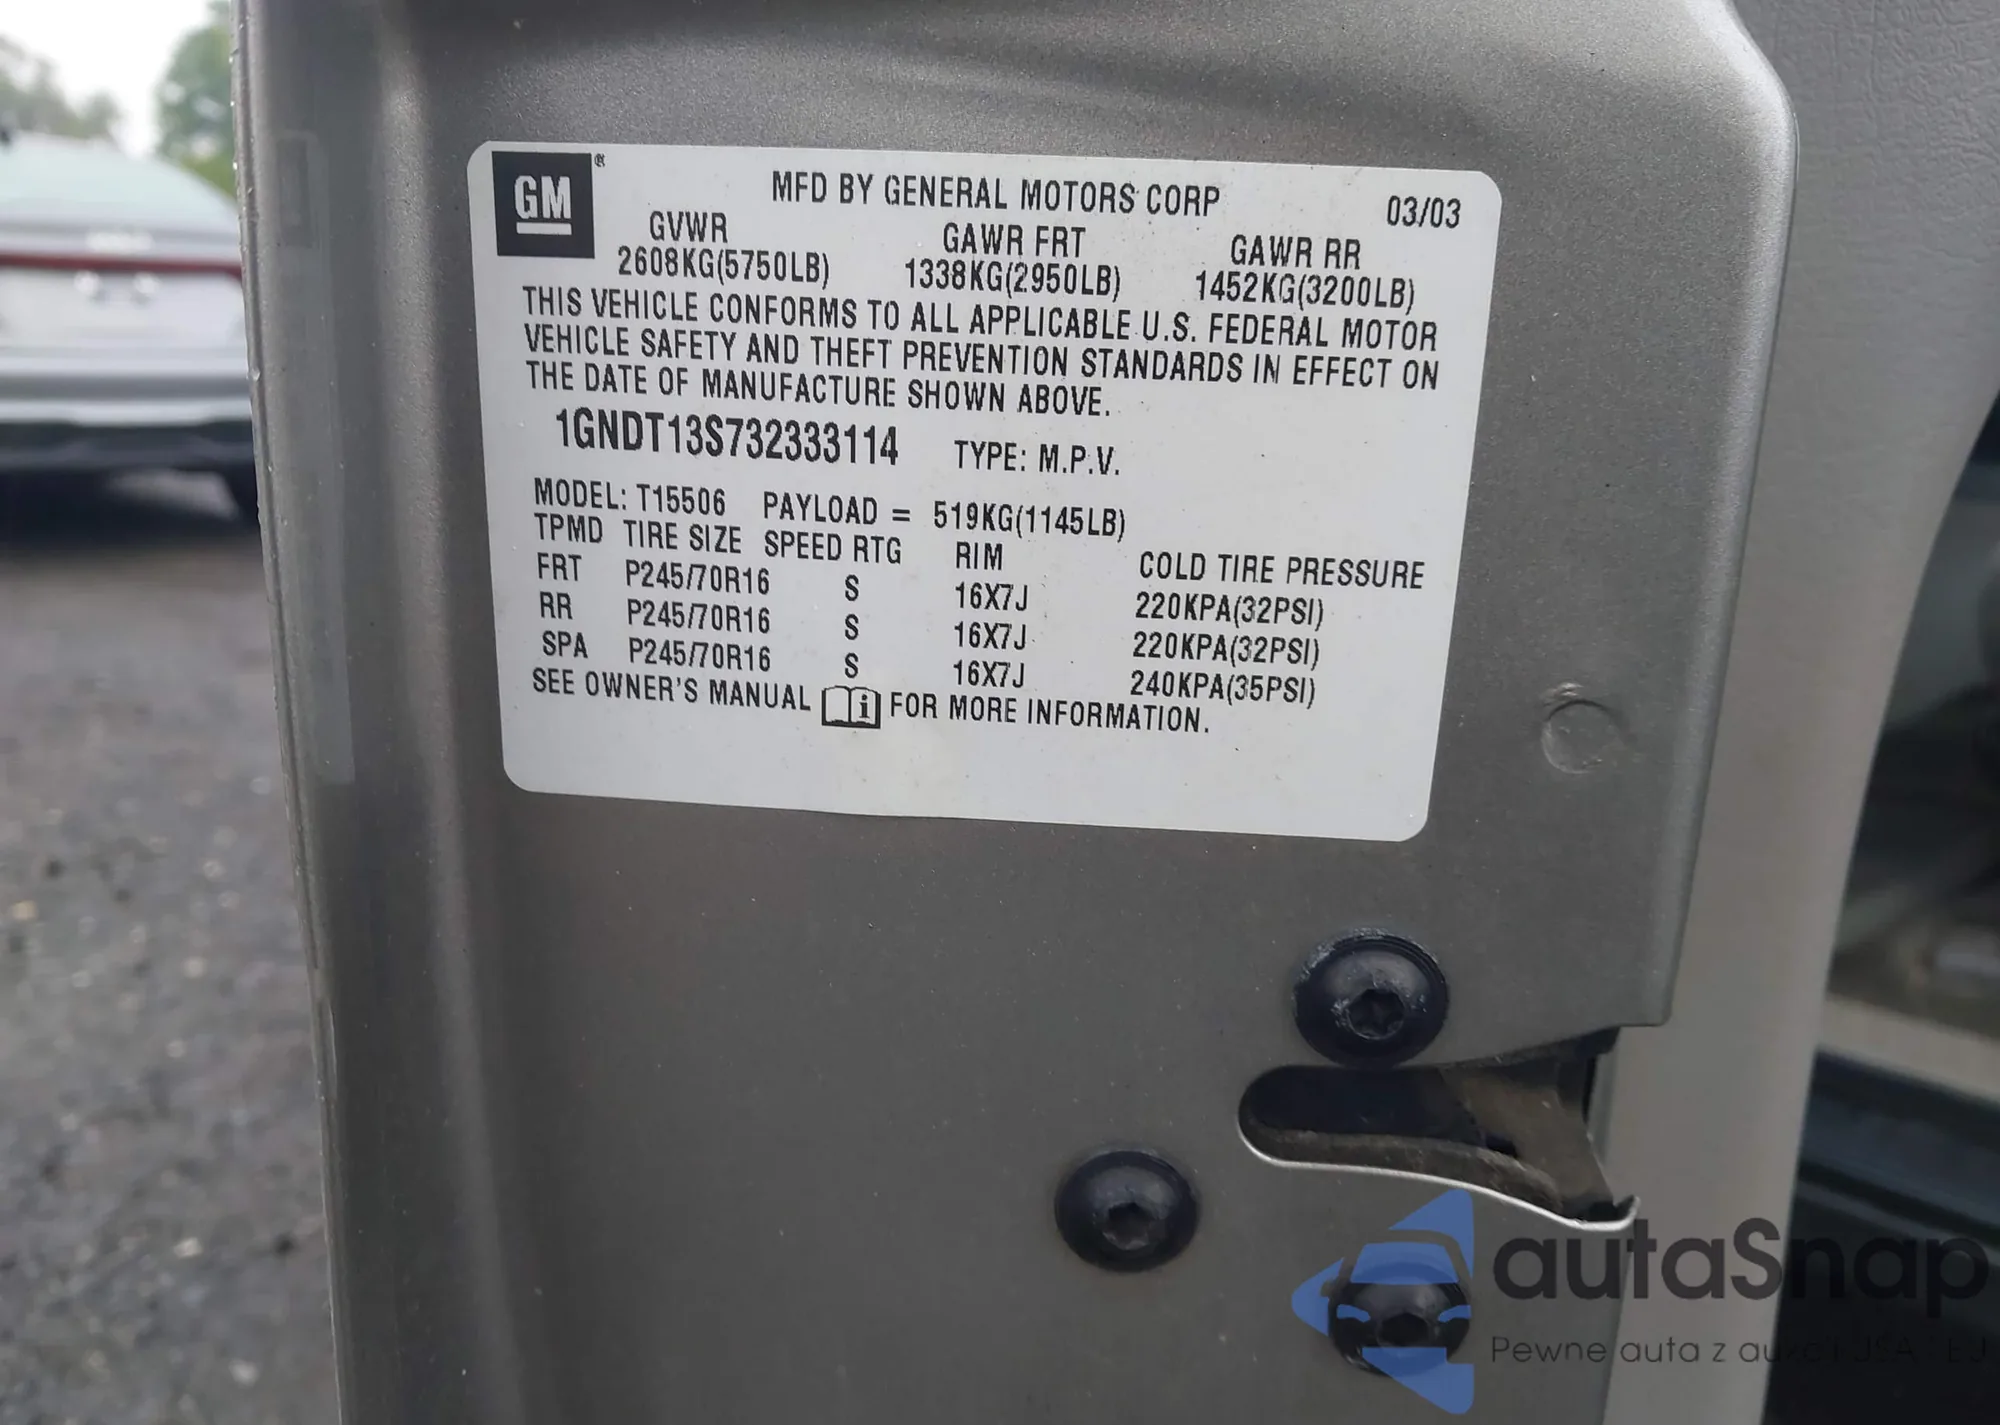 GM ®
MFD BY GENERAL MOTORS CORP 03/03
GVWR GAWR FRT GAWR RR
2608KG(5750LB) 1338KG(2950LB) 1452KG(3200LB)
THIS VEHICLE CONFORMS TO ALL APPLICABLE U.S. FEDERAL MOTOR
VEHICLE SAFETY AND THEFT PREVENTION STANDARDS IN EFFECT ON
THE DATE OF MANUFACTURE SHOWN ABOVE.
1GNDT13S732333114 TYPE: M.P.V.
MODEL: T15506 PAYLOAD = 519KG(1145LB)
TPMD TIRE SIZE SPEED RTG RIM COLD TIRE PRESSURE
FRT P245/70R16 S 16X7J 220KPA(32PSI)
RR P245/70R16 S 16X7J 220KPA(32PSI)
SPA P245/70R16 S 16X7J 240KPA(35PSI)
SEE OWNER'S MANUAL i FOR MORE INFORMATION.
autaSnap
Pewne auta z